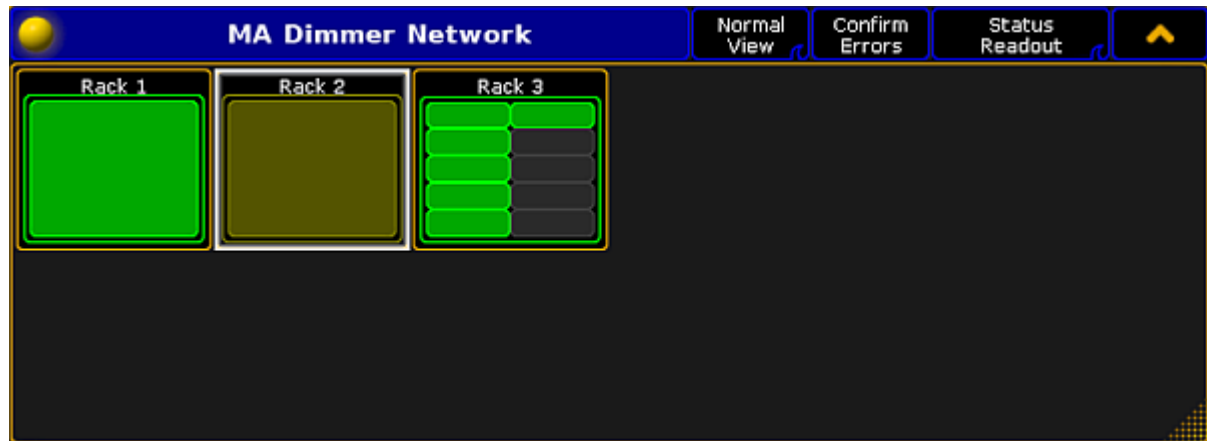 MA Dimmer Network
Normal
View
Confirm
Errors
Status
Readout
Rack 1
Rack 2
Rack 3